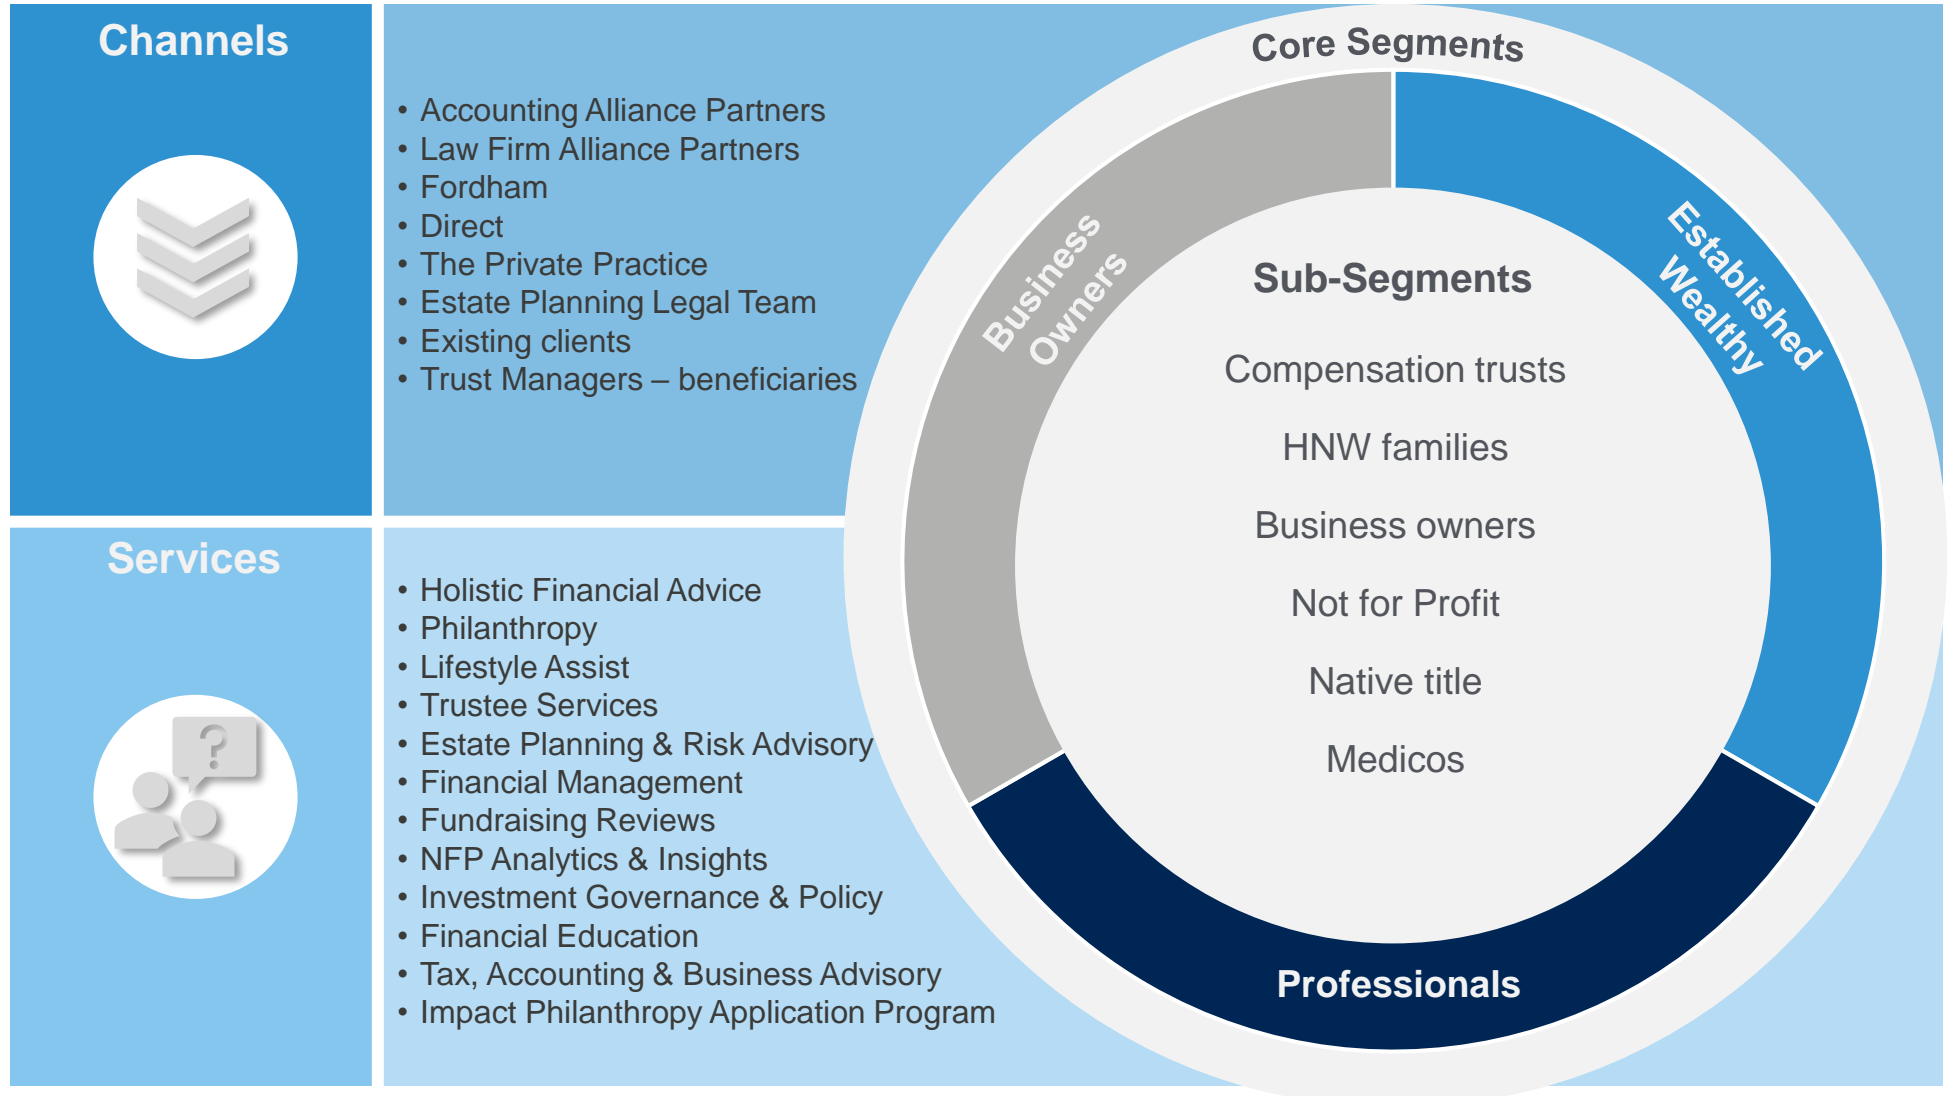 Channels
• Accounting Alliance Partners
• Law Firm Alliance Partners
• Fordham
• Direct
• The Private Practice
• Estate Planning Legal Team
• Existing clients
• Trust Managers – beneficiaries
Services
• Holistic Financial Advice
• Philanthropy
• Lifestyle Assist
• Trustee Services
• Estate Planning & Risk Advisory
• Financial Management
• Fundraising Reviews
• NFP Analytics & Insights
• Investment Governance & Policy
• Financial Education
• Tax, Accounting & Business Advisory
• Impact Philanthropy Application Program
Core Segments
Business
Owners
Established
Wealthy
Professionals
Sub-Segments
Compensation trusts
HNW families
Business owners
Not for Profit
Native title
Medicos
?